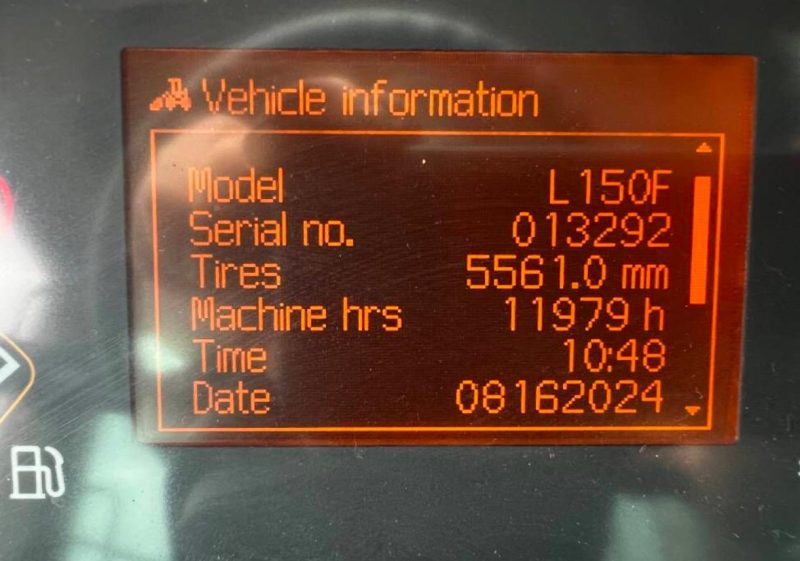 Vehicle information
Model L150F
Serial no. 013292
Tires 5561.0 mm
Machine hrs 11979 h
Time 10:48
Date 08162024